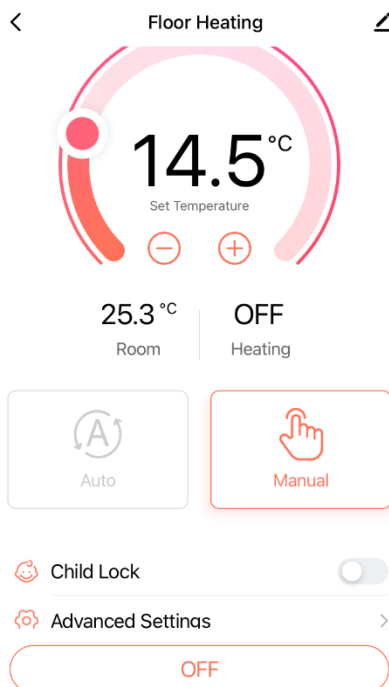 Floor Heating
14.5°C
Set Temperature
25.3 °C OFF
Room Heating
A
Auto Manual
Child Lock
Advanced Settings
OFF